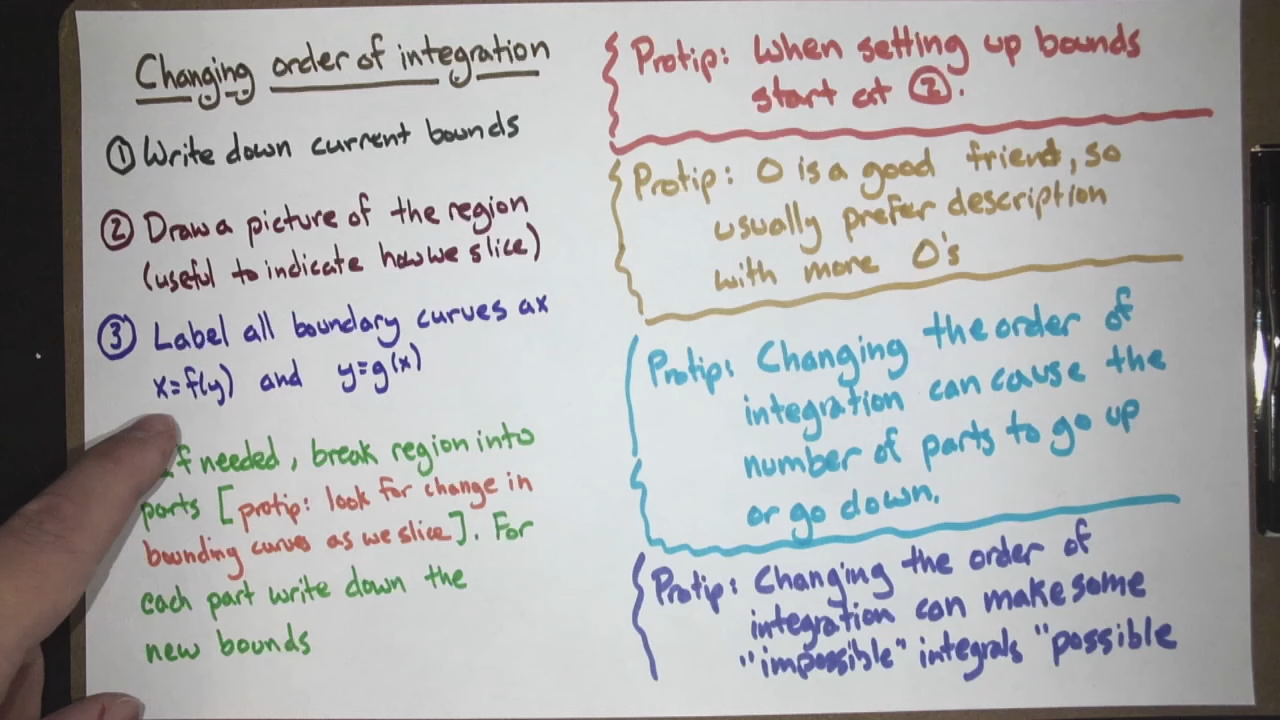 Changing order of integration
① Write down current bounds
② Draw a picture of the region
(useful to indicate how we slice)
③ Label all boundary curves ax
x=f(y) and y=g(x)
If needed, break region into
parts [protip: look for change in
bounding curves as we slice]. For
each part write down the
new bounds
Protip: When setting up bounds
start at ②.
Protip: 0 is a good friend, so
usually prefer description
with more 0's
Protip: Changing the order of
integration can cause the
number of parts to go up
or go down.
Protip: Changing the order of
integration can make some
"impossible" integrals "possible